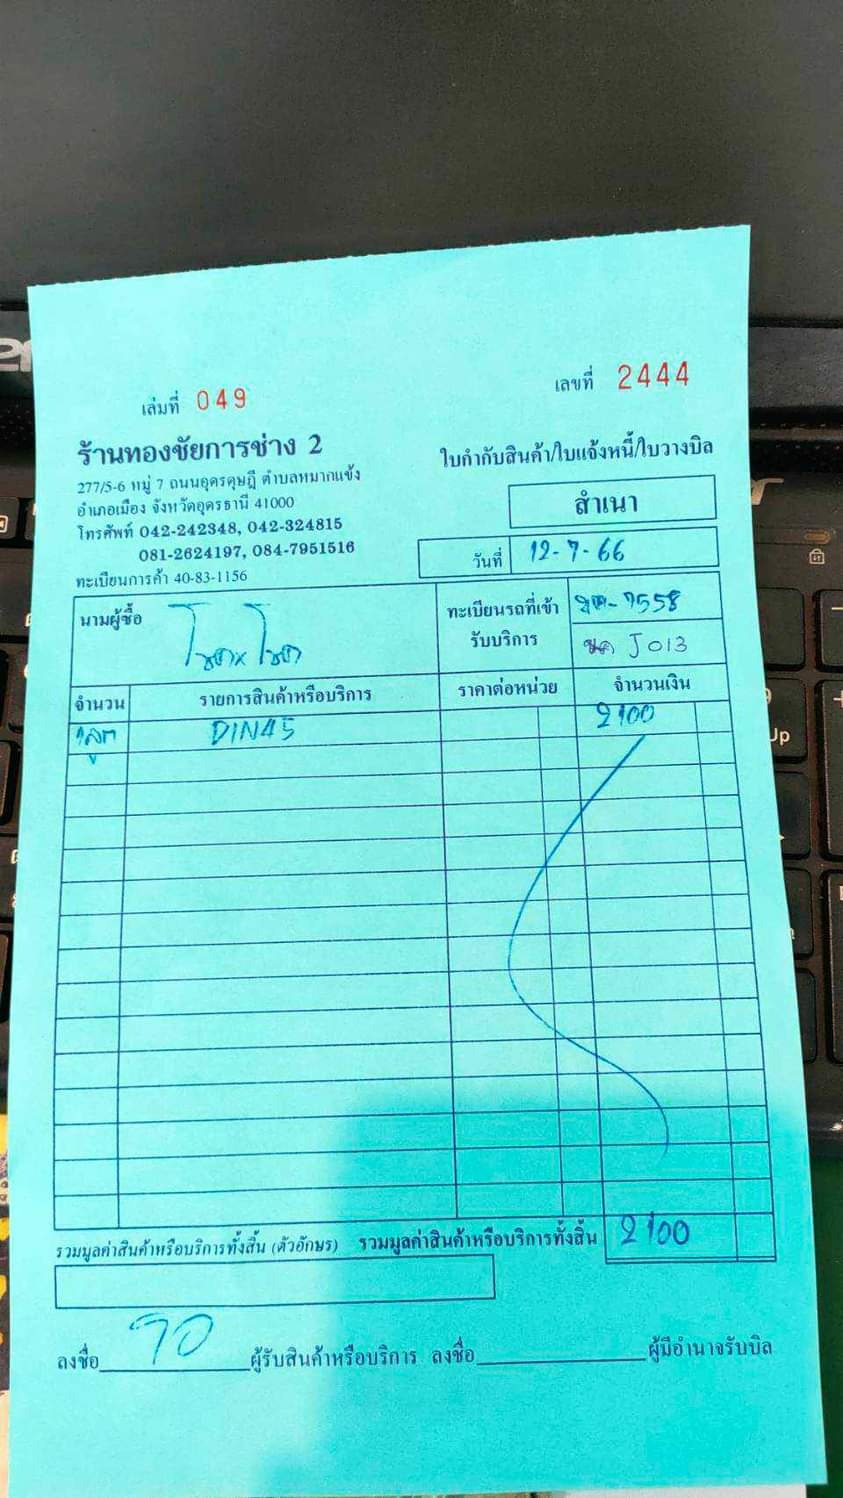 เล่มที่ 049
เลขที่ 2444
ร้านทองชัยการช่าง 2
ใบกำกับสินค้า/ใบแจ้งหนี้/ใบวางบิล
277/5-6 หมู่ 7 ถนนอุดรดุษฎี ตำบลหมากแข้ง
อำเภอเมือง จังหวัดอุดรธานี 41000
สำเนา
โทรศัพท์ 042-242348, 042-324815
081-2624197, 084-7951516
วันที่ 12-7-66
ทะเบียนการค้า 40-83-1156
นามผู้ซื้อ
ทะเบียนรถที่เข้า
รับบริการ
J013
จำนวน รายการสินค้าหรือบริการ ราคาต่อหน่วย จำนวนเงิน
1ลูก DIN45 2100
รวมมูลค่าสินค้าหรือบริการทั้งสิ้น (ตัวอักษร) รวมมูลค่าสินค้าหรือบริการทั้งสิ้น 2100
ลงชื่อ ผู้รับสินค้าหรือบริการ ลงชื่อ ผู้มีอำนาจรับบิล